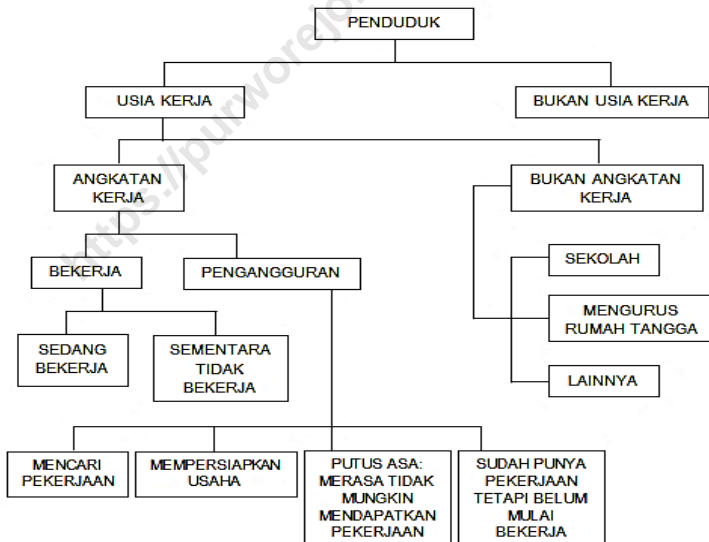 PENDUDUK
USIA KERJA
BUKAN USIA KERJA
ANGKATAN
KERJA
BUKAN ANGKATAN
KERJA
BEKERJA
PENGANGGURAN
SEKOLAH
MENGURUS
RUMAH TANGGA
LAINNYA
SEDANG
BEKERJA
SEMENTARA
TIDAK
BEKERJA
MENCARI
PEKERJAAN
MEMPERSIAPKAN
USAHA
PUTUS ASA:
MERASA TIDAK
MUNGKIN
MENDAPATKAN
PEKERJAAN
SUDAH PUNYA
PEKERJAAN
TETAPI BELUM
MULAI
BEKERJA
https://purworejo